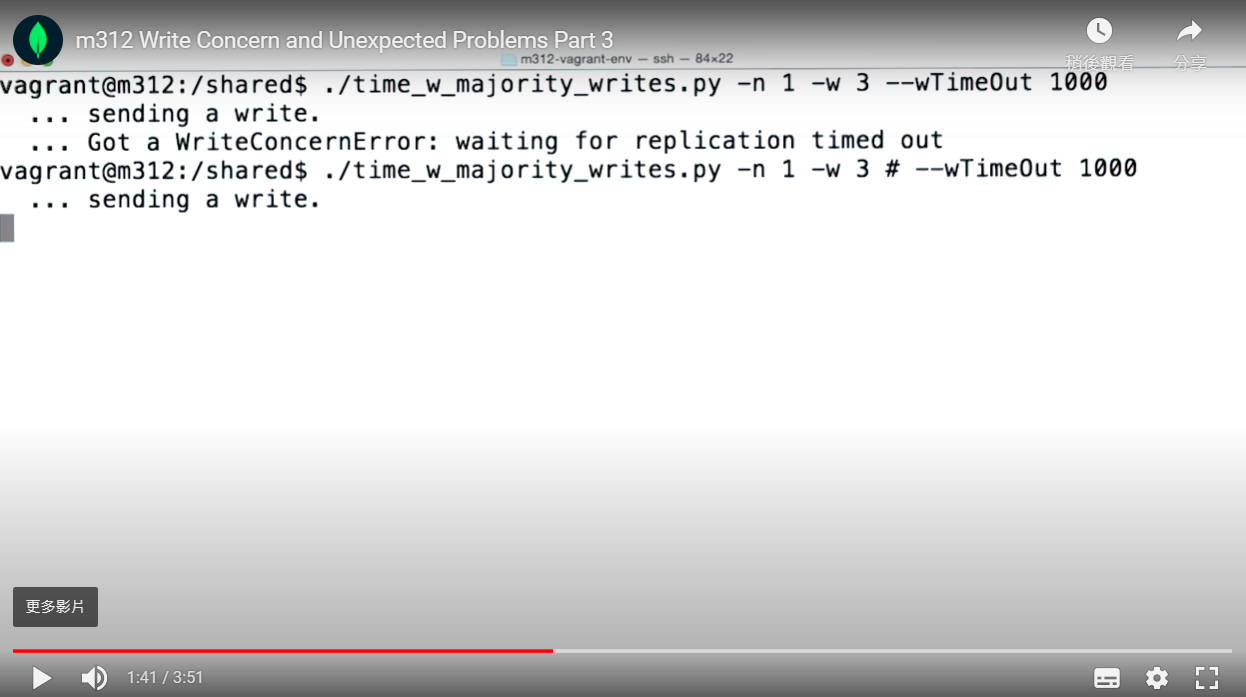 m312 Write Concern and Unexpected Problems Part 3
稍後觀看
分享
m312-vagrant-env — ssh — 84×22
vagrant@m312:/shared$ ./time_w_majority_writes.py -n 1 -w 3 --wTimeOut 1000
... sending a write.
... Got a WriteConcernError: waiting for replication timed out
vagrant@m312:/shared$ ./time_w_majority_writes.py -n 1 -w 3 # --wTimeOut 1000
... sending a write.
更多影片
1:41 / 3:51